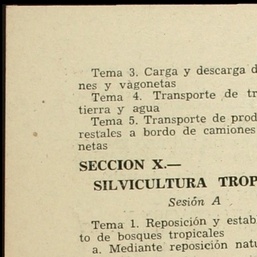 Tema 3. Carga y descarga d
nes y vagonetas
Tema 4. Transporte de tr
tierra y agua
Tema 5. Transporte de prod
restales a bordo de camiones
netas
SECCION X.—
SILVICULTURA TROP
Sesión A
Tema 1. Reposición y estab
to de bosques tropicales
a. Mediante reposición natu